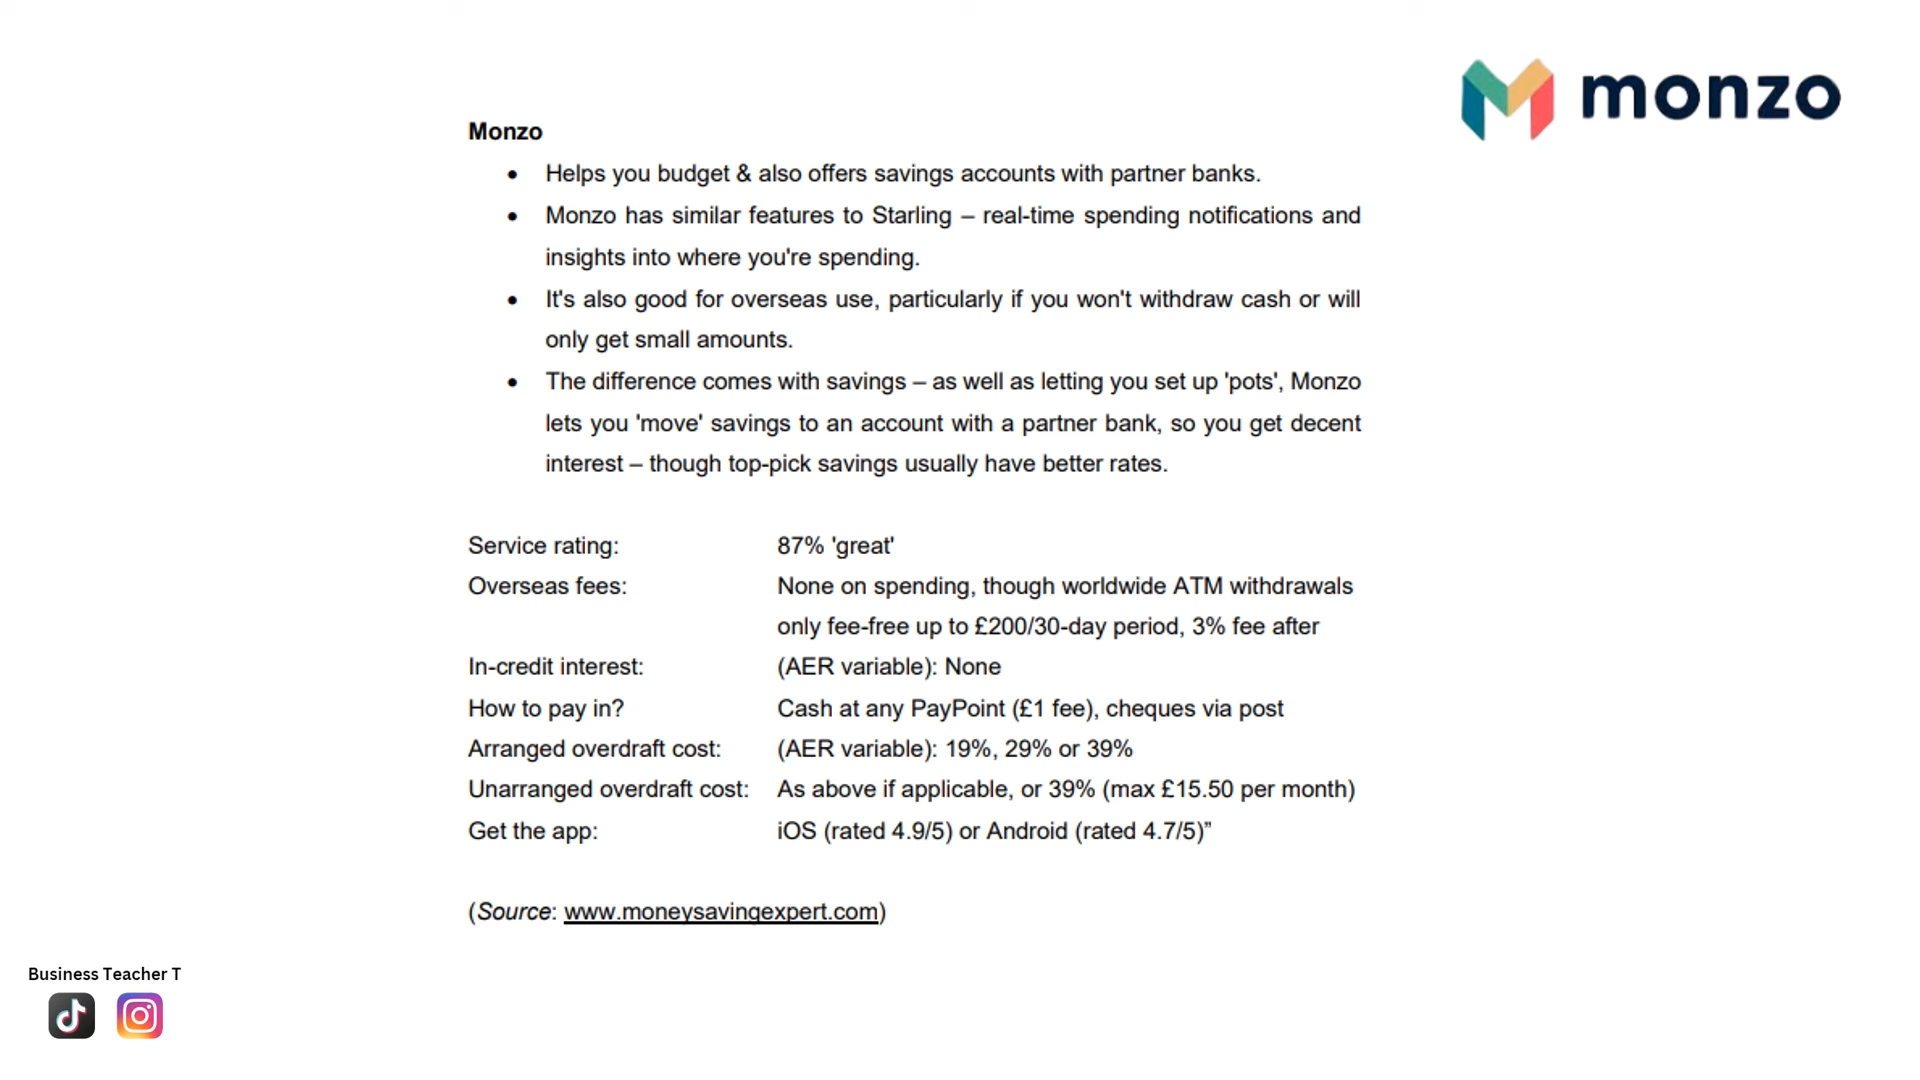 monzo
Monzo
• Helps you budget & also offers savings accounts with partner banks.
• Monzo has similar features to Starling – real-time spending notifications and
insights into where you're spending.
• It's also good for overseas use, particularly if you won't withdraw cash or will
only get small amounts.
• The difference comes with savings – as well as letting you set up 'pots', Monzo
lets you 'move' savings to an account with a partner bank, so you get decent
interest – though top-pick savings usually have better rates.
Service rating: 87% 'great'
Overseas fees: None on spending, though worldwide ATM withdrawals
only fee-free up to £200/30-day period, 3% fee after
In-credit interest: (AER variable): None
How to pay in? Cash at any PayPoint (£1 fee), cheques via post
Arranged overdraft cost: (AER variable): 19%, 29% or 39%
Unarranged overdraft cost: As above if applicable, or 39% (max £15.50 per month)
Get the app: iOS (rated 4.9/5) or Android (rated 4.7/5)”
(Source: www.moneysavingexpert.com)
Business Teacher T